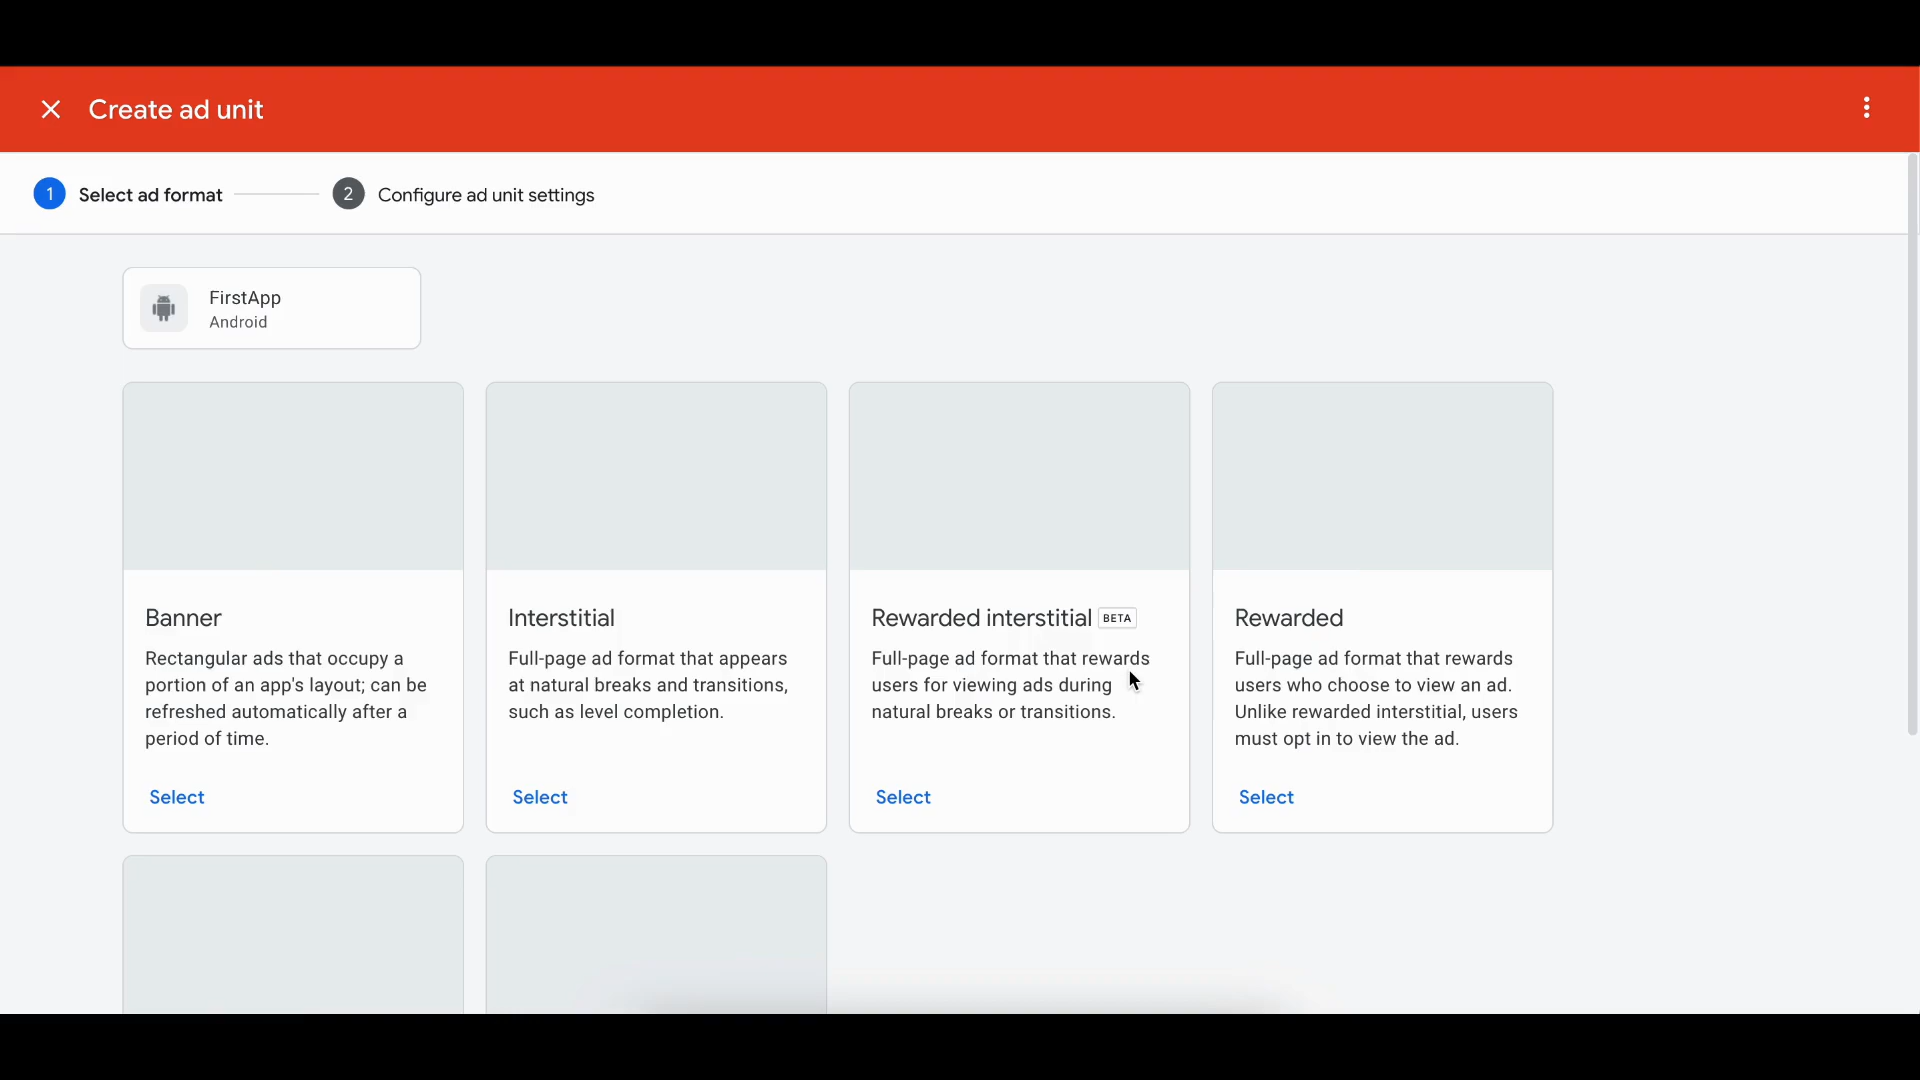 Create ad unit
1 Select ad format 2 Configure ad unit settings
FirstApp
Android
Banner
Rectangular ads that occupy a
portion of an app's layout; can be
refreshed automatically after a
period of time.
Select
Interstitial
Full-page ad format that appears
at natural breaks and transitions,
such as level completion.
Select
Rewarded interstitial BETA
Full-page ad format that rewards
users for viewing ads during
natural breaks or transitions.
Select
Rewarded
Full-page ad format that rewards
users who choose to view an ad.
Unlike rewarded interstitial, users
must opt in to view the ad.
Select